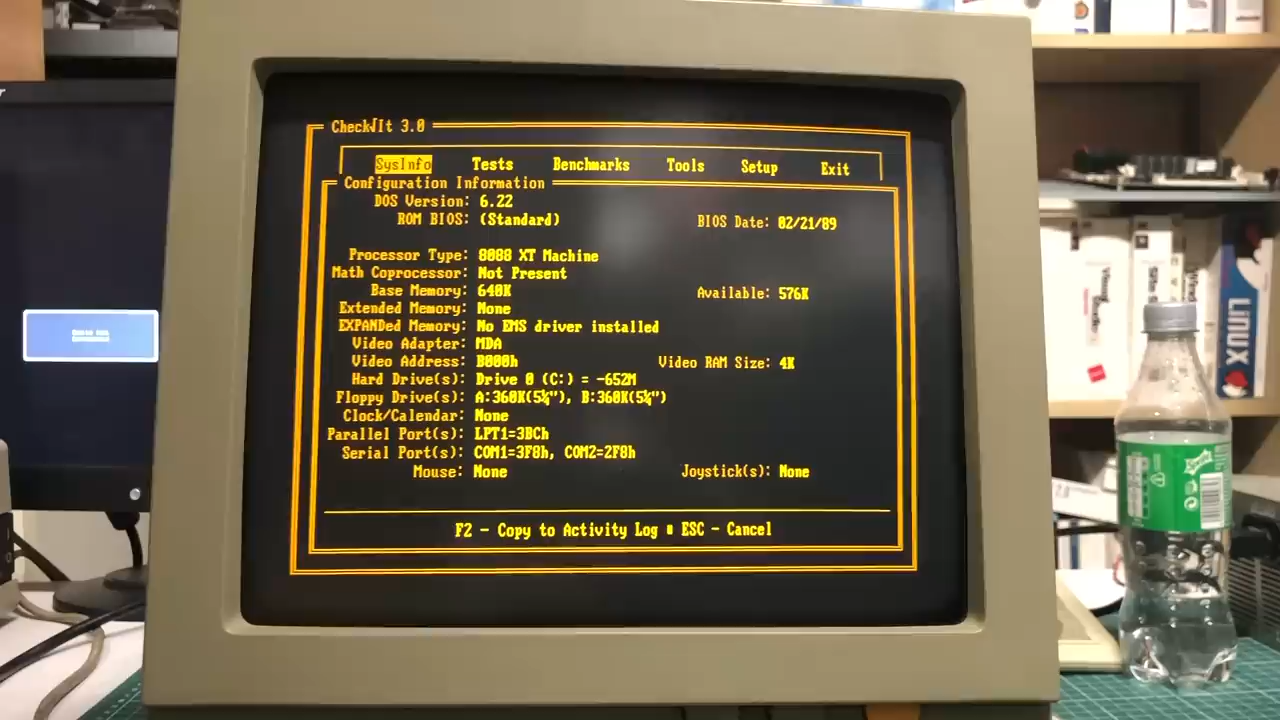 Check√It 3.0
SysInfo Tests Benchmarks Tools Setup Exit
Configuration Information
DOS Version: 6.22
ROM BIOS: (Standard) BIOS Date: 02/21/89
Processor Type: 8088 XT Machine
Math Coprocessor: Not Present
Base Memory: 640K Available: 576K
Extended Memory: None
EXPANDed Memory: No EMS driver installed
Video Adapter: MDA
Video Address: B000h Video RAM Size: 4K
Hard Drive(s): Drive 0 (C:) = -652M
Floppy Drive(s): A:360K(5¼"), B:360K(5¼")
Clock/Calendar: None
Parallel Port(s): LPT1=3BCh
Serial Port(s): COM1=3F8h, COM2=2F8h
Mouse: None Joystick(s): None
F2 - Copy to Activity Log ∎ ESC - Cancel
LINUX
Sprite